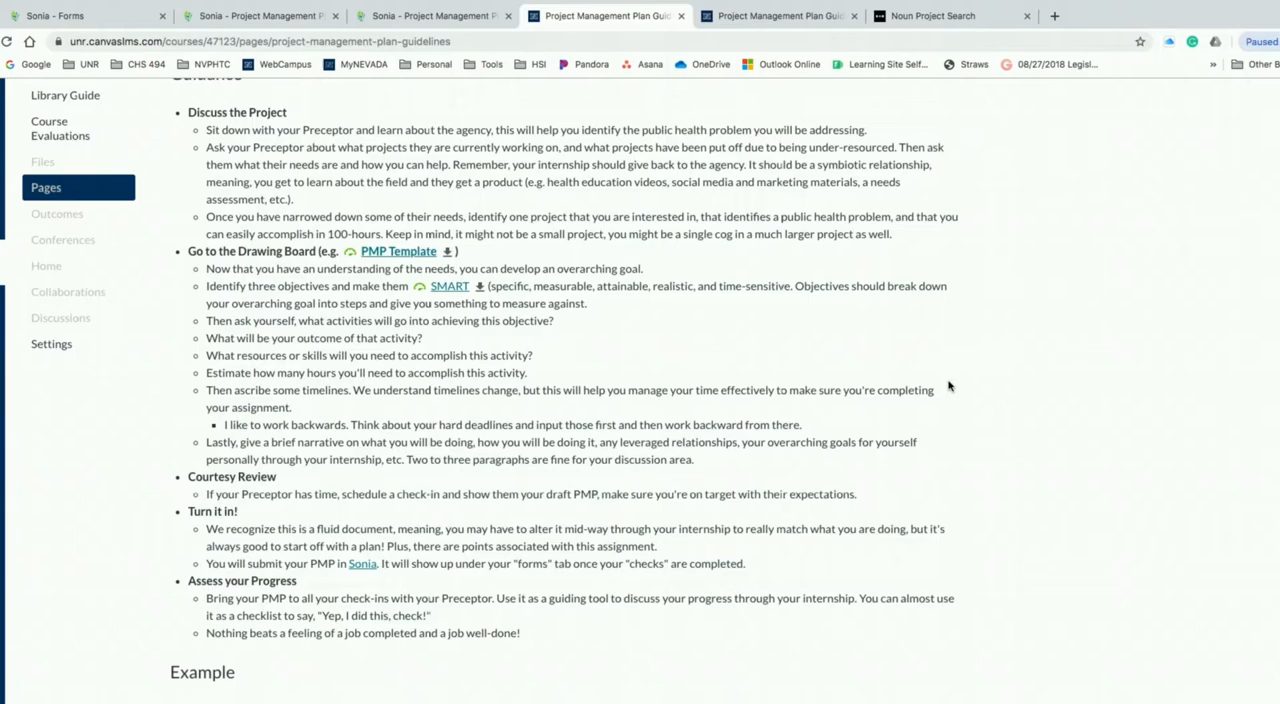 Sonia - Forms
Sonia - Project Management P
Sonia - Project Management P
Project Management Plan Guid
Project Management Plan Guid
Noun Project Search
unr.canvaslms.com/courses/47123/pages/project-management-plan-guidelines
Paused
Google UNR CHS 494 NVPHTC WebCampus MyNEVADA Personal Tools HSI Pandora Asana OneDrive Outlook Online Learning Site Self... Straws 08/27/2018 Legisl... » Other B
Library Guide
Course
Evaluations
Files
Pages
Outcomes
Conferences
Home
Collaborations
Discussions
Settings
Guidance
• Discuss the Project
Sit down with your Preceptor and learn about the agency, this will help you identify the public health problem you will be addressing.
Ask your Preceptor about what projects they are currently working on, and what projects have been put off due to being under-resourced. Then ask
them what their needs are and how you can help. Remember, your internship should give back to the agency. It should be a symbiotic relationship,
meaning, you get to learn about the field and they get a product (e.g. health education videos, social media and marketing materials, a needs
assessment, etc.).
Once you have narrowed down some of their needs, identify one project that you are interested in, that identifies a public health problem, and that you
can easily accomplish in 100-hours. Keep in mind, it might not be a small project, you might be a single cog in a much larger project as well.
• Go to the Drawing Board (e.g. PMP Template )
Now that you have an understanding of the needs, you can develop an overarching goal.
Identify three objectives and make them SMART (specific, measurable, attainable, realistic, and time-sensitive. Objectives should break down
your overarching goal into steps and give you something to measure against.
Then ask yourself, what activities will go into achieving this objective?
What will be your outcome of that activity?
What resources or skills will you need to accomplish this activity?
Estimate how many hours you'll need to accomplish this activity.
Then ascribe some timelines. We understand timelines change, but this will help you manage your time effectively to make sure you're completing
your assignment.
I like to work backwards. Think about your hard deadlines and input those first and then work backward from there.
Lastly, give a brief narrative on what you will be doing, how you will be doing it, any leveraged relationships, your overarching goals for yourself
personally through your internship, etc. Two to three paragraphs are fine for your discussion area.
• Courtesy Review
If your Preceptor has time, schedule a check-in and show them your draft PMP, make sure you're on target with their expectations.
• Turn it in!
We recognize this is a fluid document, meaning, you may have to alter it mid-way through your internship to really match what you are doing, but it's
always good to start off with a plan! Plus, there are points associated with this assignment.
You will submit your PMP in Sonia. It will show up under your "forms" tab once your "checks" are completed.
• Assess your Progress
Bring your PMP to all your check-ins with your Preceptor. Use it as a guiding tool to discuss your progress through your internship. You can almost use
it as a checklist to say, "Yep, I did this, check!"
Nothing beats a feeling of a job completed and a job well-done!
Example